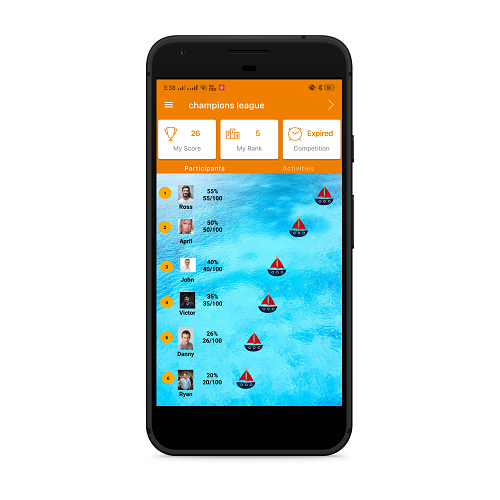 3:38
champions league
26
My Score
5
My Rank
Expired
Competition
Participants
Activities
1
Ross
55%
55/100
2
April
50%
50/100
3
John
40%
40/100
Victor
35%
35/100
5
Danny
26%
26/100
6
Ryan
20%
20/100